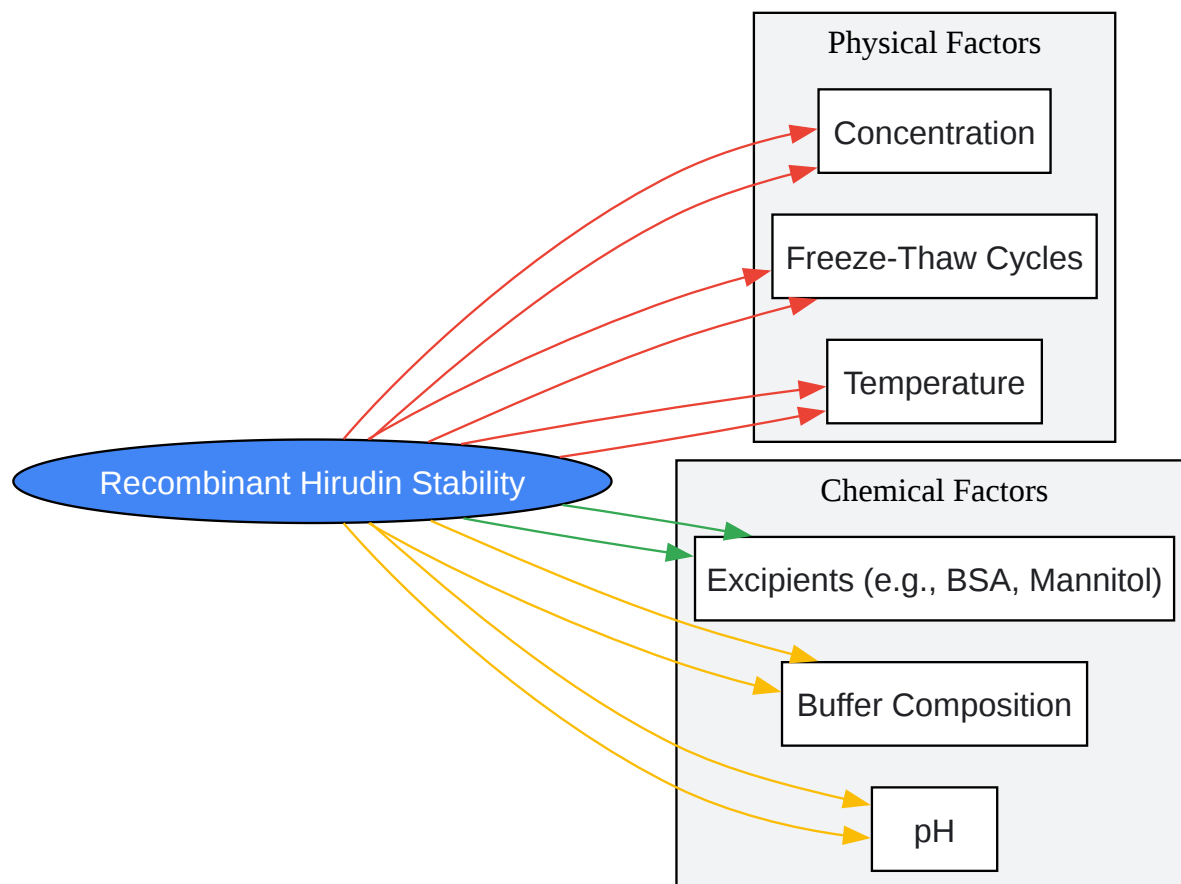 Physical Factors
Concentration
Freeze-Thaw Cycles
Temperature
Recombinant Hirudin Stability
Chemical Factors
Excipients (e.g., BSA, Mannitol)
Buffer Composition
pH